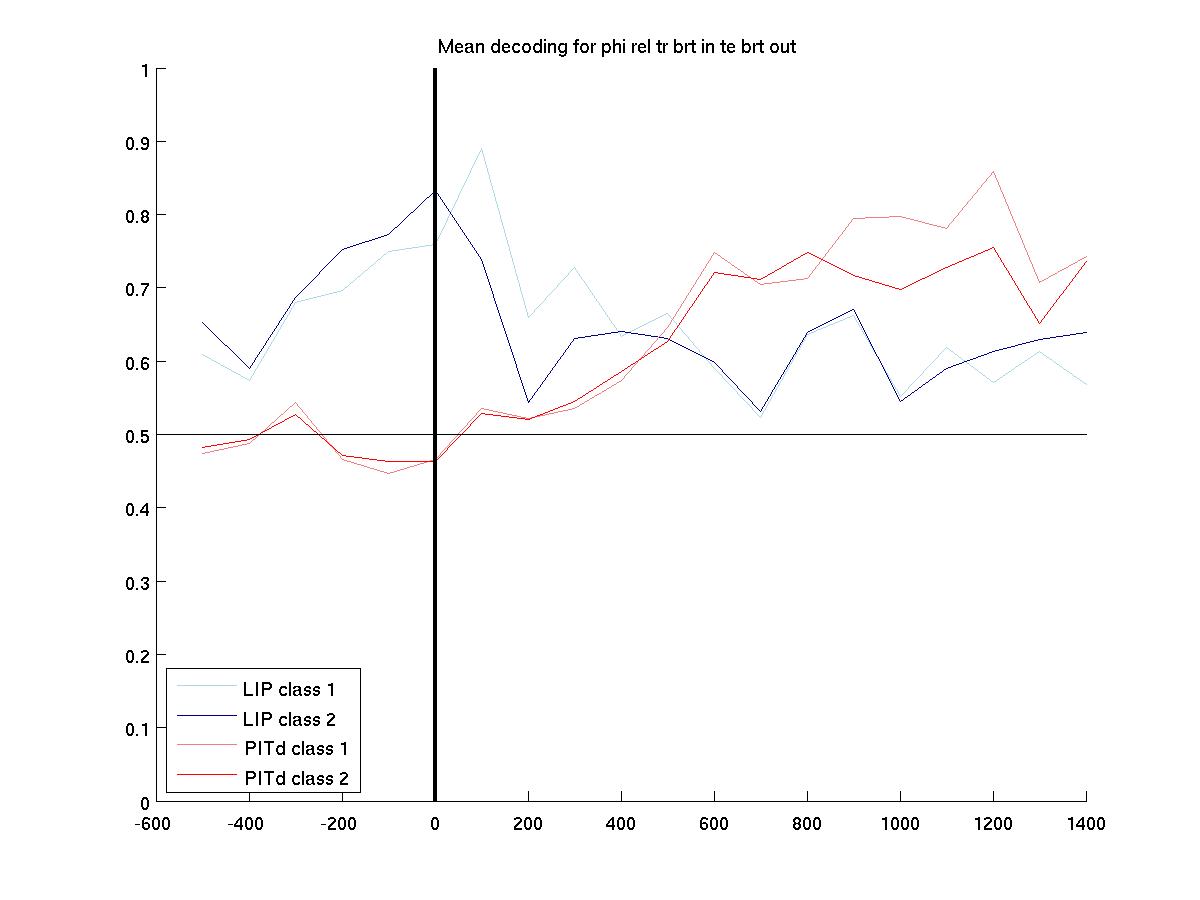 Mean decoding for phi rel tr brt in te brt out
1
0.9
0.8
0.7
0.6
0.5
0.4
0.3
0.2
0.1
0
-600 -400 -200 0 200 400 600 800 1000 1200 1400
LIP class 1
LIP class 2
PITd class 1
PITd class 2